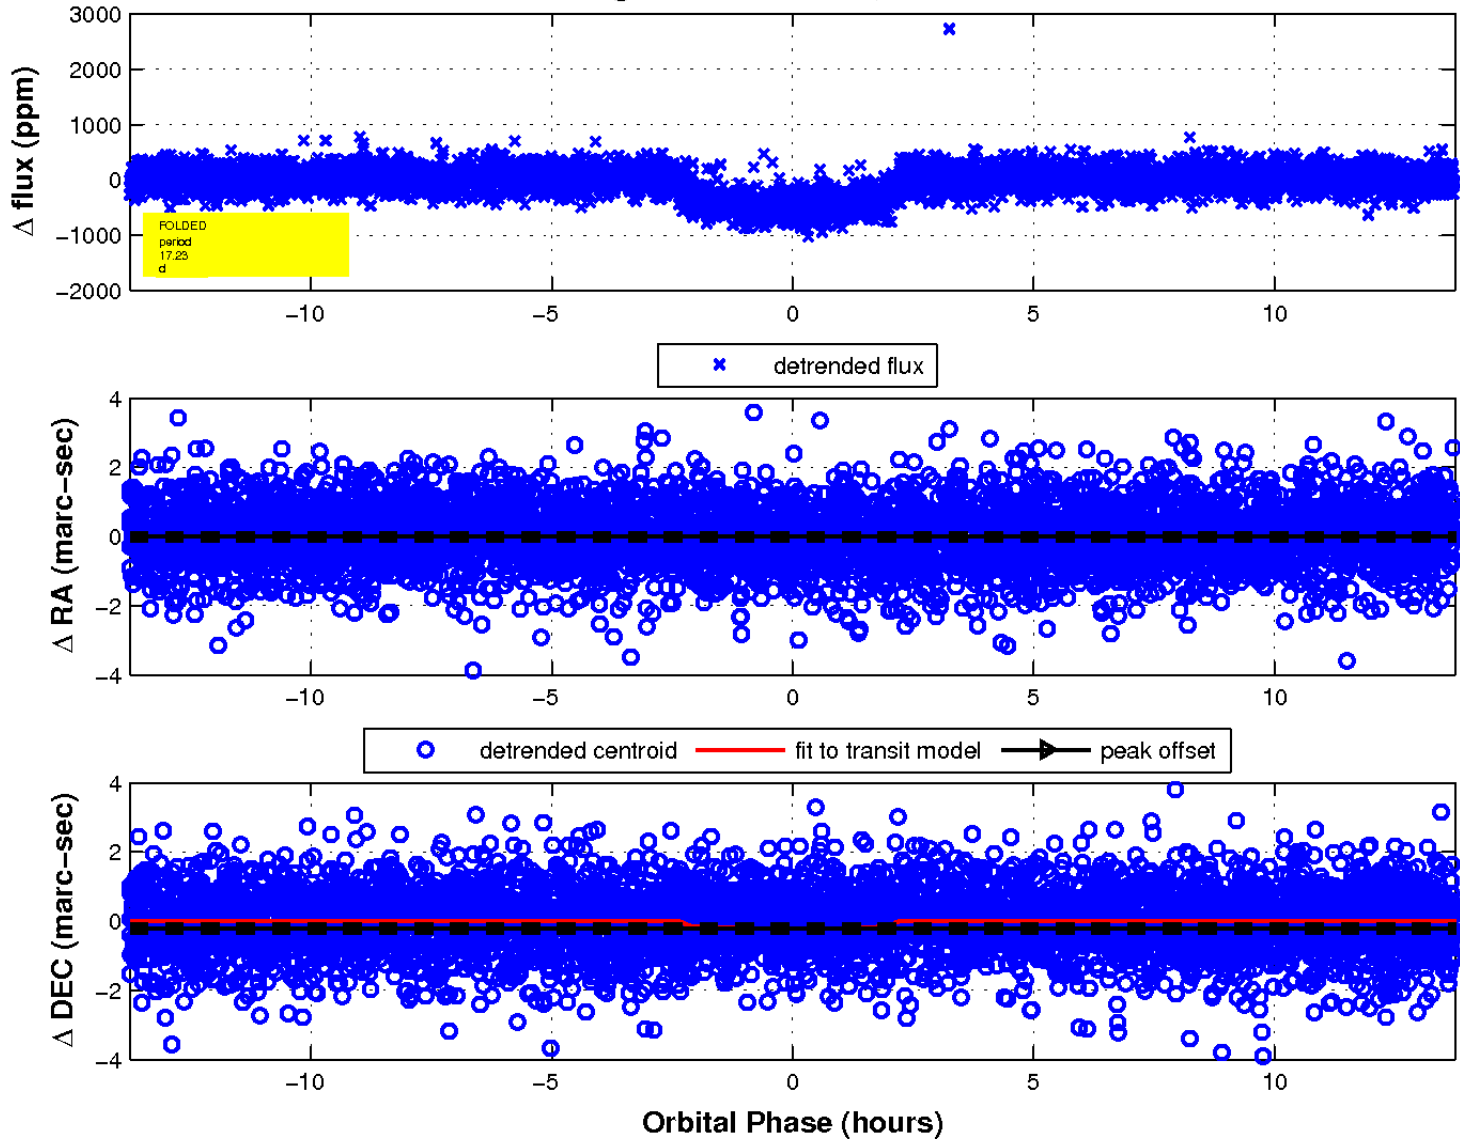 3000
2000
1000
0
−1000
−2000
Δ flux (ppm)
FOLDED
period
17.23
d
−10 −5 0 5 10
detrended flux
4
2
0
−2
−4
Δ RA (marc−sec)
−10 −5 0 5 10
detrended centroid fit to transit model peak offset
4
2
0
−2
−4
Δ DEC (marc−sec)
−10 −5 0 5 10
Orbital Phase (hours)